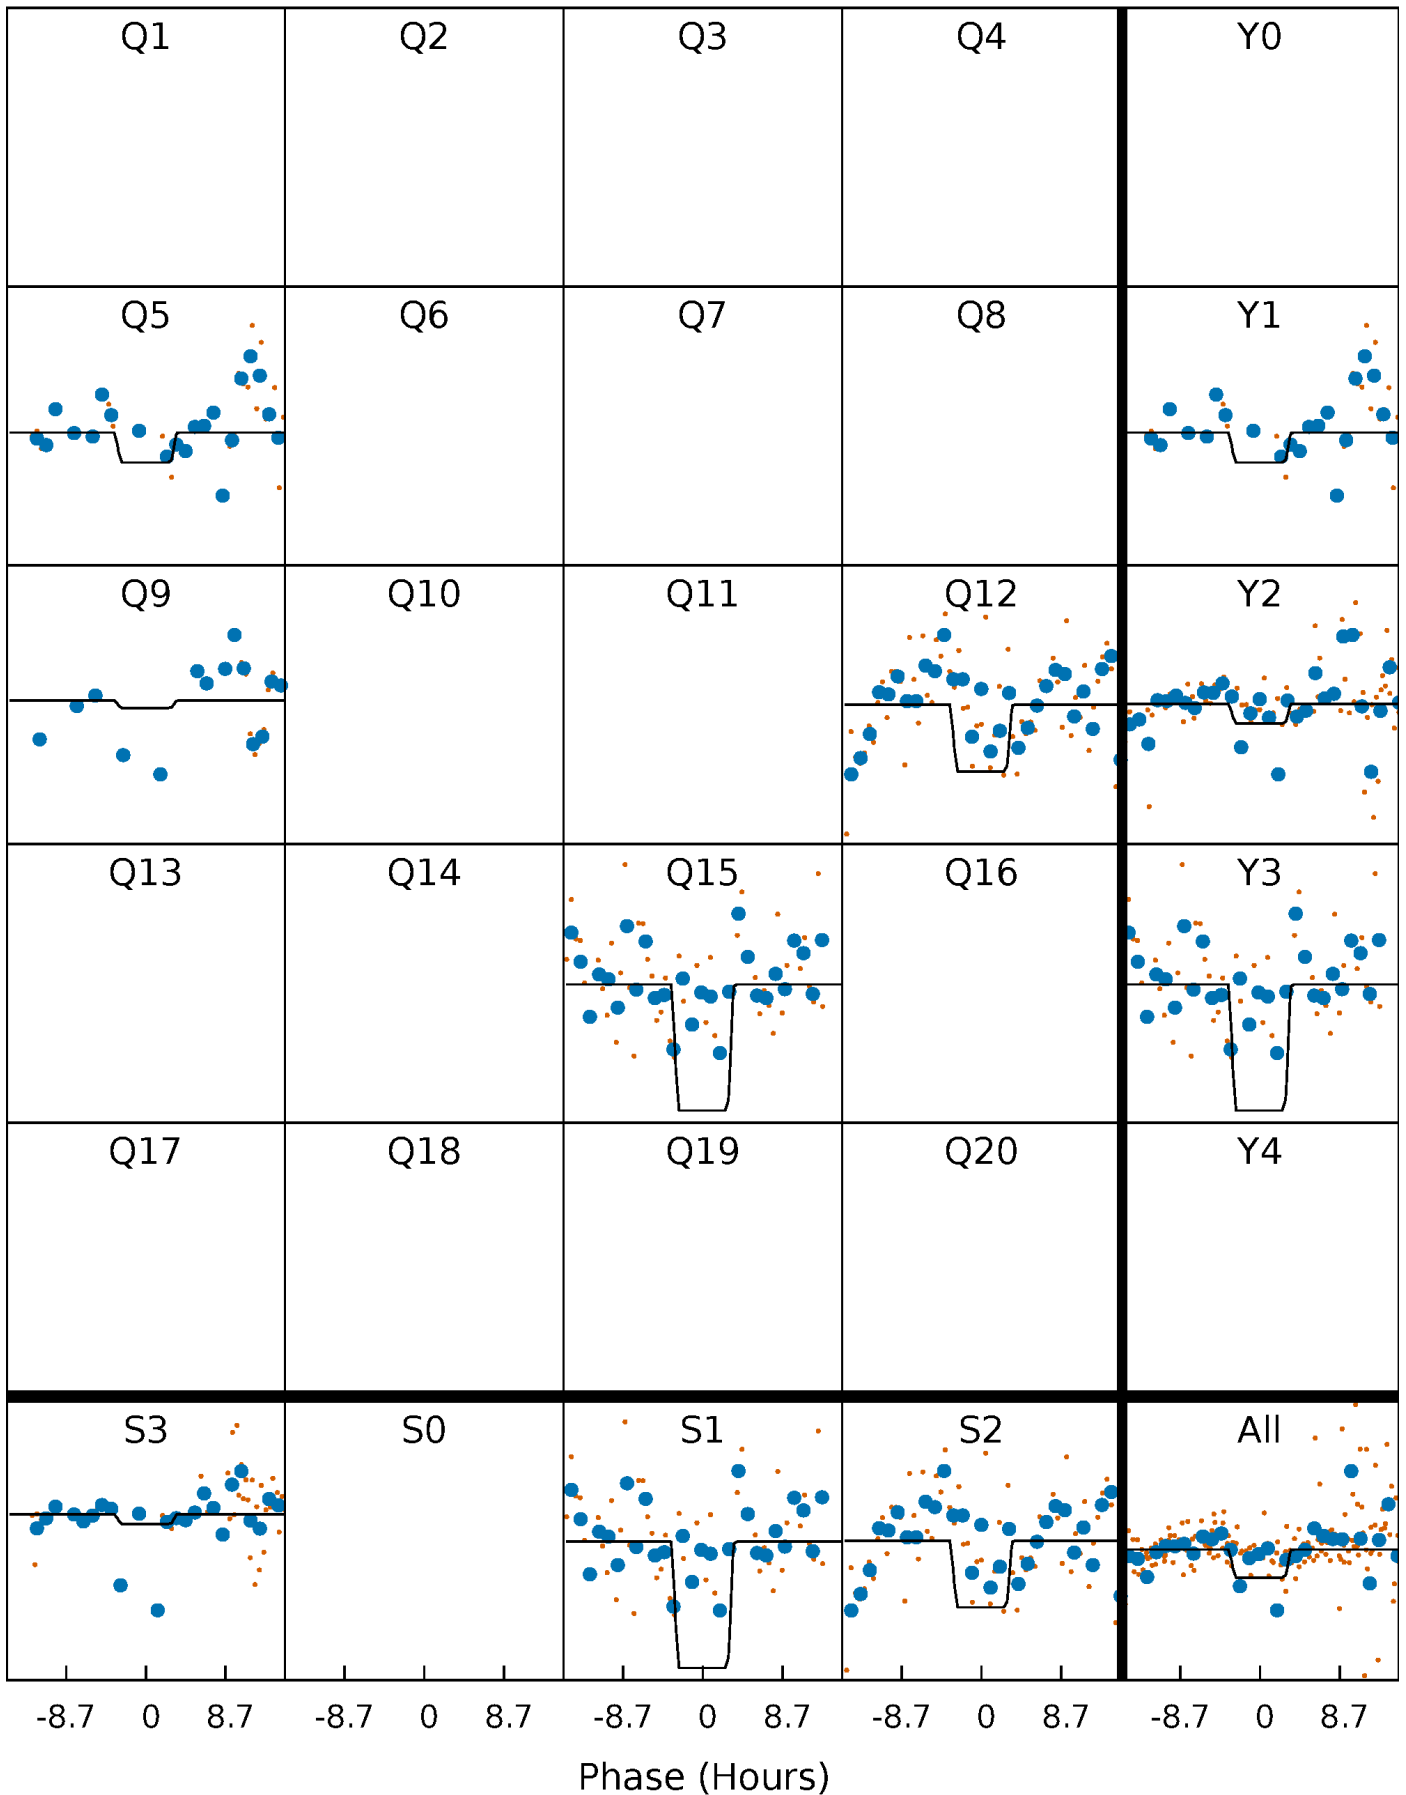 Q1 Q2 Q3 Q4 Y0
Q5 Q6 Q7 Q8 Y1
Q9 Q10 Q11 Q12 Y2
Q13 Q14 Q15 Q16 Y3
Q17 Q18 Q19 Q20 Y4
S3 S0 S1 S2 All
-8.7 0 8.7 -8.7 0 8.7 -8.7 0 8.7 -8.7 0 8.7 -8.7 0 8.7
Phase (Hours)